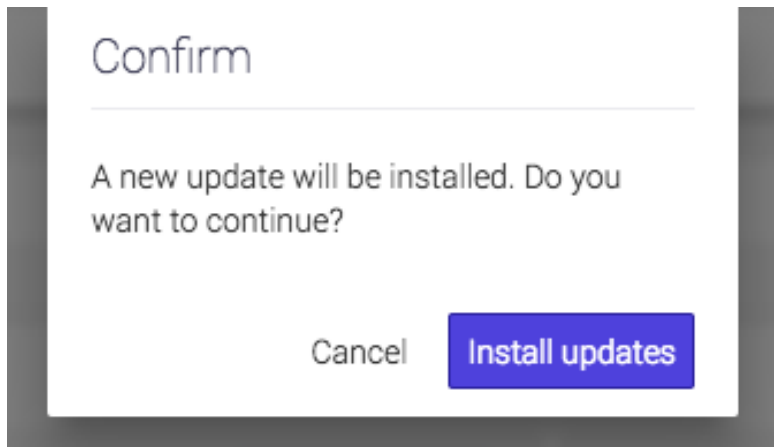 Confirm
A new update will be installed. Do you
want to continue?
Cancel
Install updates